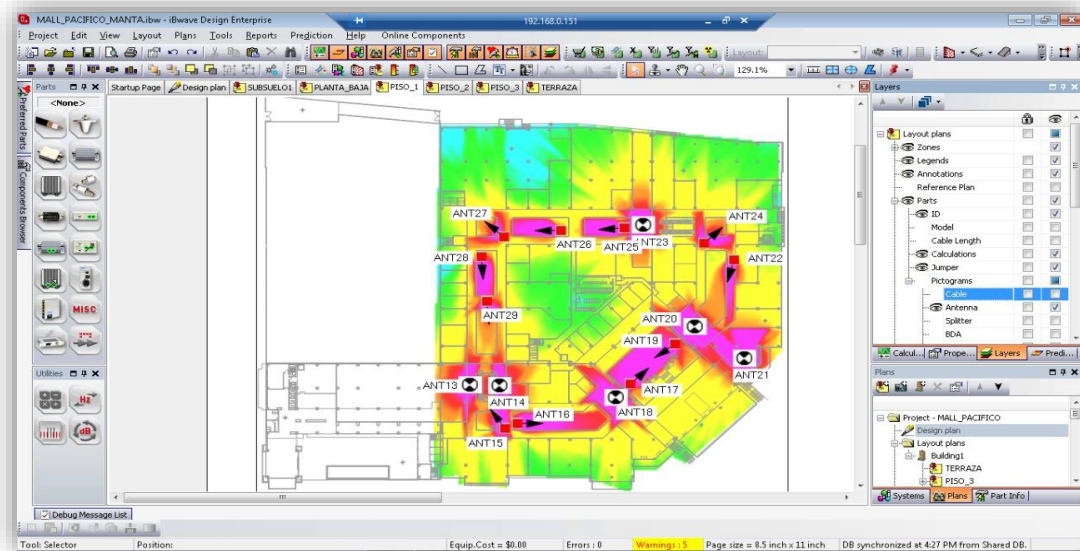 MALL_PACIFICO_MANTA.ibw - iBwave Design Enterprise
192.168.0.151
Project Edit View Layout Plans Tools Reports Prediction Help Online Components
Layout:
129.1%
Parts
<None>
MISC
Utilities
Hz
dB
Preferred Parts
Components Browser
Startup Page Design plan SUBSUELO1 PLANTA_BAJA PISO_1 PISO_2 PISO_3 TERRAZA
ANT27
ANT24
ANT26
ANT25
NT23
ANT28
ANT22
ANT29
ANT20
ANT19
ANT21
ANT13
ANT14
ANT17
ANT16
ANT18
ANT15
Layers
Layout plans
Zones
Legends
Annotations
Reference Plan
Parts
ID
Model
Cable Length
Calculations
Jumper
Pictograms
Cable
Antenna
Splitter
BDA
Calcul... Prope... Layers Predi...
Plans
Project - MALL_PACIFICO
Design plan
Layout plans
Building1
TERRAZA
PISO_3
Systems Plans Part Info
Debug Message List
Tool: Selector Position: Equip.Cost = $0.00 Errors : 0 Warnings : 5 Page size = 8.5 inch x 11 inch DB synchronized at 4:27 PM from Shared DB.